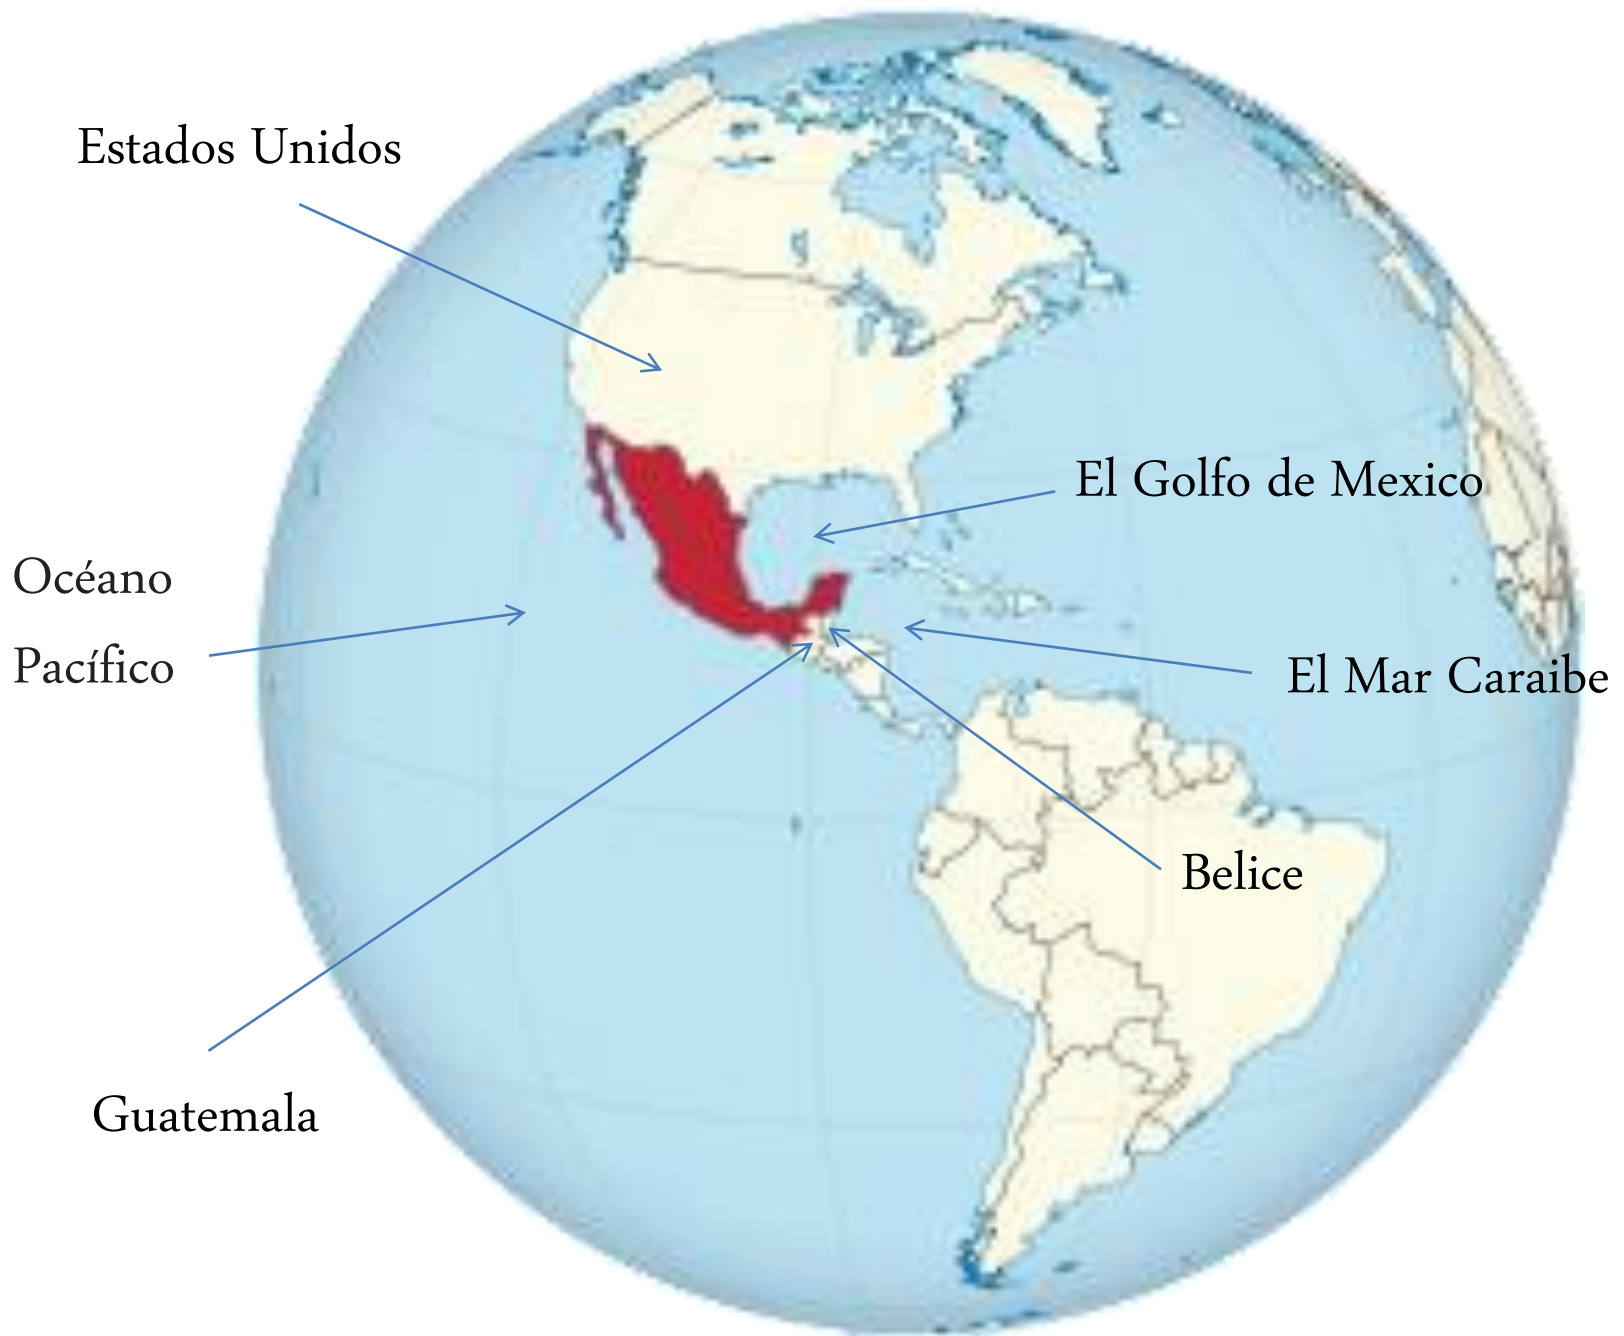 Estados Unidos
El Golfo de Mexico
Océano
Pacífico
El Mar Caraibe
Belice
Guatemala